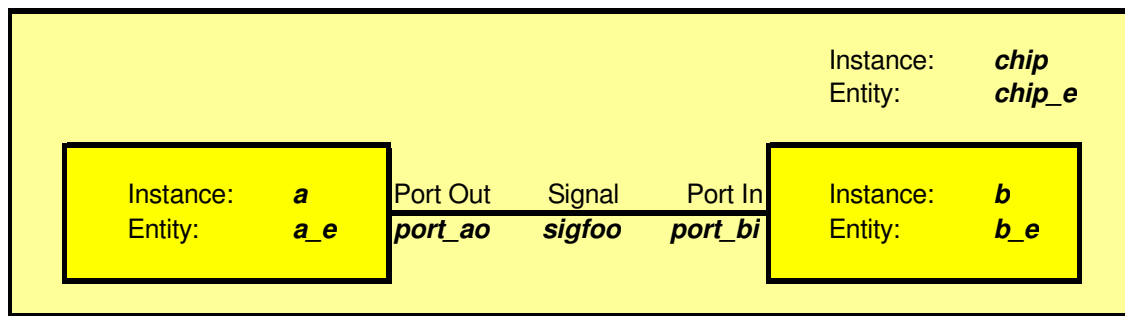 Instance: chip
Entity: chip_e
Instance: a Port Out Signal Port In Instance: b
Entity: a_e port_ao sigfoo port_bi Entity: b_e